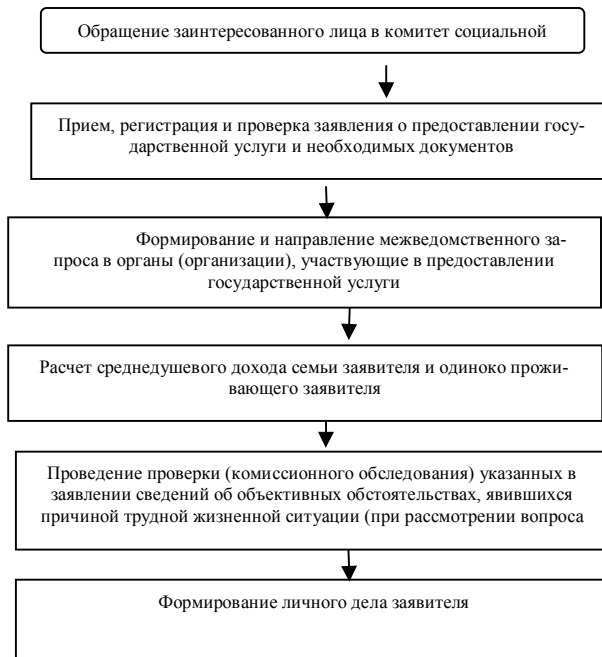 Обращение заинтересованного лица в комитет социальной
Прием, регистрация и проверка заявления о предоставлении госу-
дарственной услуги и необходимых документов
Формирование и направление межведомственного за-
проса в органы (организации), участвующие в предоставлении
государственной услуги
Расчет среднедушевого дохода семьи заявителя и одиноко прожи-
вающего заявителя
Проведение проверки (комиссионного обследования) указанных в
заявлении сведений об объективных обстоятельствах, явившихся
причиной трудной жизненной ситуации (при рассмотрении вопроса
Формирование личного дела заявителя